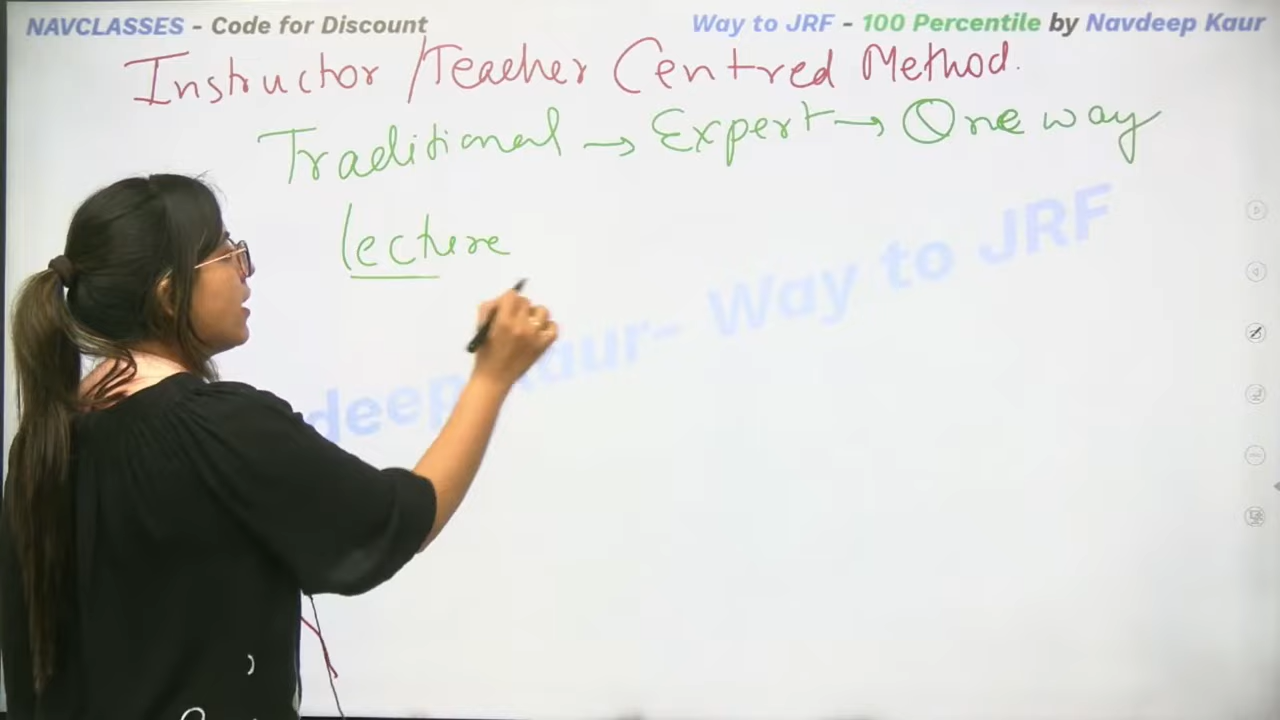 NAVCLASSES - Code for Discount
Way to JRF - 100 Percentile by Navdeep Kaur
Instructor / Teacher Centred Method.
Traditional → Expert → One way
lecture
deep Kaur - Way to JRF